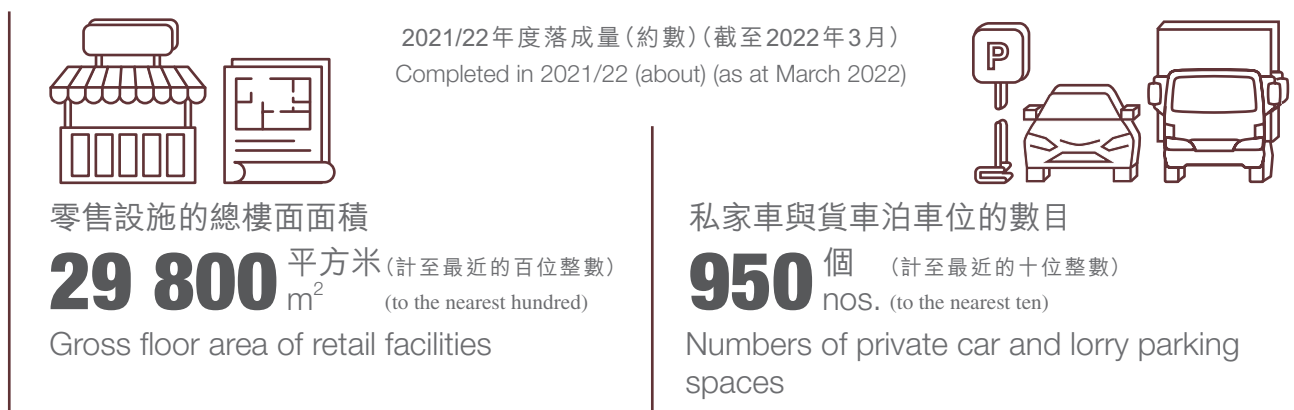 2021/22年度落成量(約數)(截至2022年3月)
Completed in 2021/22 (about) (as at March 2022)
P
零售設施的總樓面面積
29 800 平方米(計至最近的百位整數)
m² (to the nearest hundred)
Gross floor area of retail facilities
私家車與貨車泊車位的數目
950 個 (計至最近的十位整數)
nos. (to the nearest ten)
Numbers of private car and lorry parking
spaces